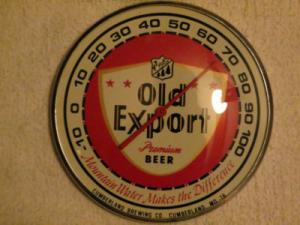 -10 0 10 20 30 40 50 60 70 80 90 100
Old
Export
Premium
BEER
Mountain Water Makes the Difference
CUMBERLAND BREWING CO. CUMBERLAND, MD.